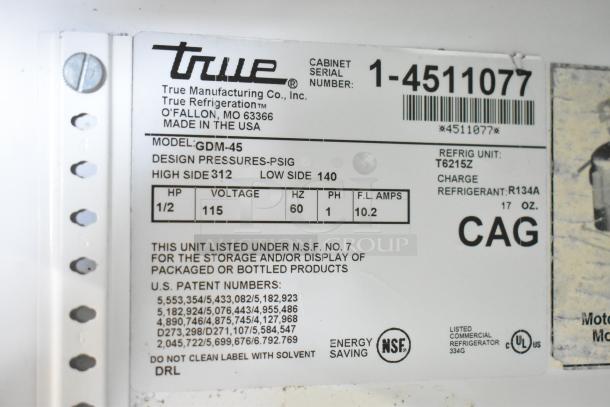 true®
True Manufacturing Co., Inc.
True Refrigeration™
O'FALLON, MO 63366
MADE IN THE USA
CABINET
SERIAL
NUMBER: 1-4511077
*4511077*
MODEL: GDM-45
DESIGN PRESSURES-PSIG
HIGH SIDE 312 LOW SIDE 140
REFRIG UNIT:
T6215Z
CHARGE
REFRIGERANT: R134A
17 OZ.
HP VOLTAGE HZ PH F.L. AMPS
1/2 115 60 1 10.2
CAG
THIS UNIT LISTED UNDER N.S.F. NO. 7
FOR THE STORAGE AND/OR DISPLAY OF
PACKAGED OR BOTTLED PRODUCTS
U.S. PATENT NUMBERS:
5,553,354/5,433,082/5,182,923
5,182,924/5,076,443/4,955,486
4,890,746/4,875,745/4,127,968
D273,298/D271,107/5,584,547
2,045,722/5,699,676/6.792.769
DO NOT CLEAN LABEL WITH SOLVENT
DRL
ENERGY
SAVING
NSF®
LISTED
COMMERCIAL
REFRIGERATOR
334G
C UL US
Moto
Mo
GROUP